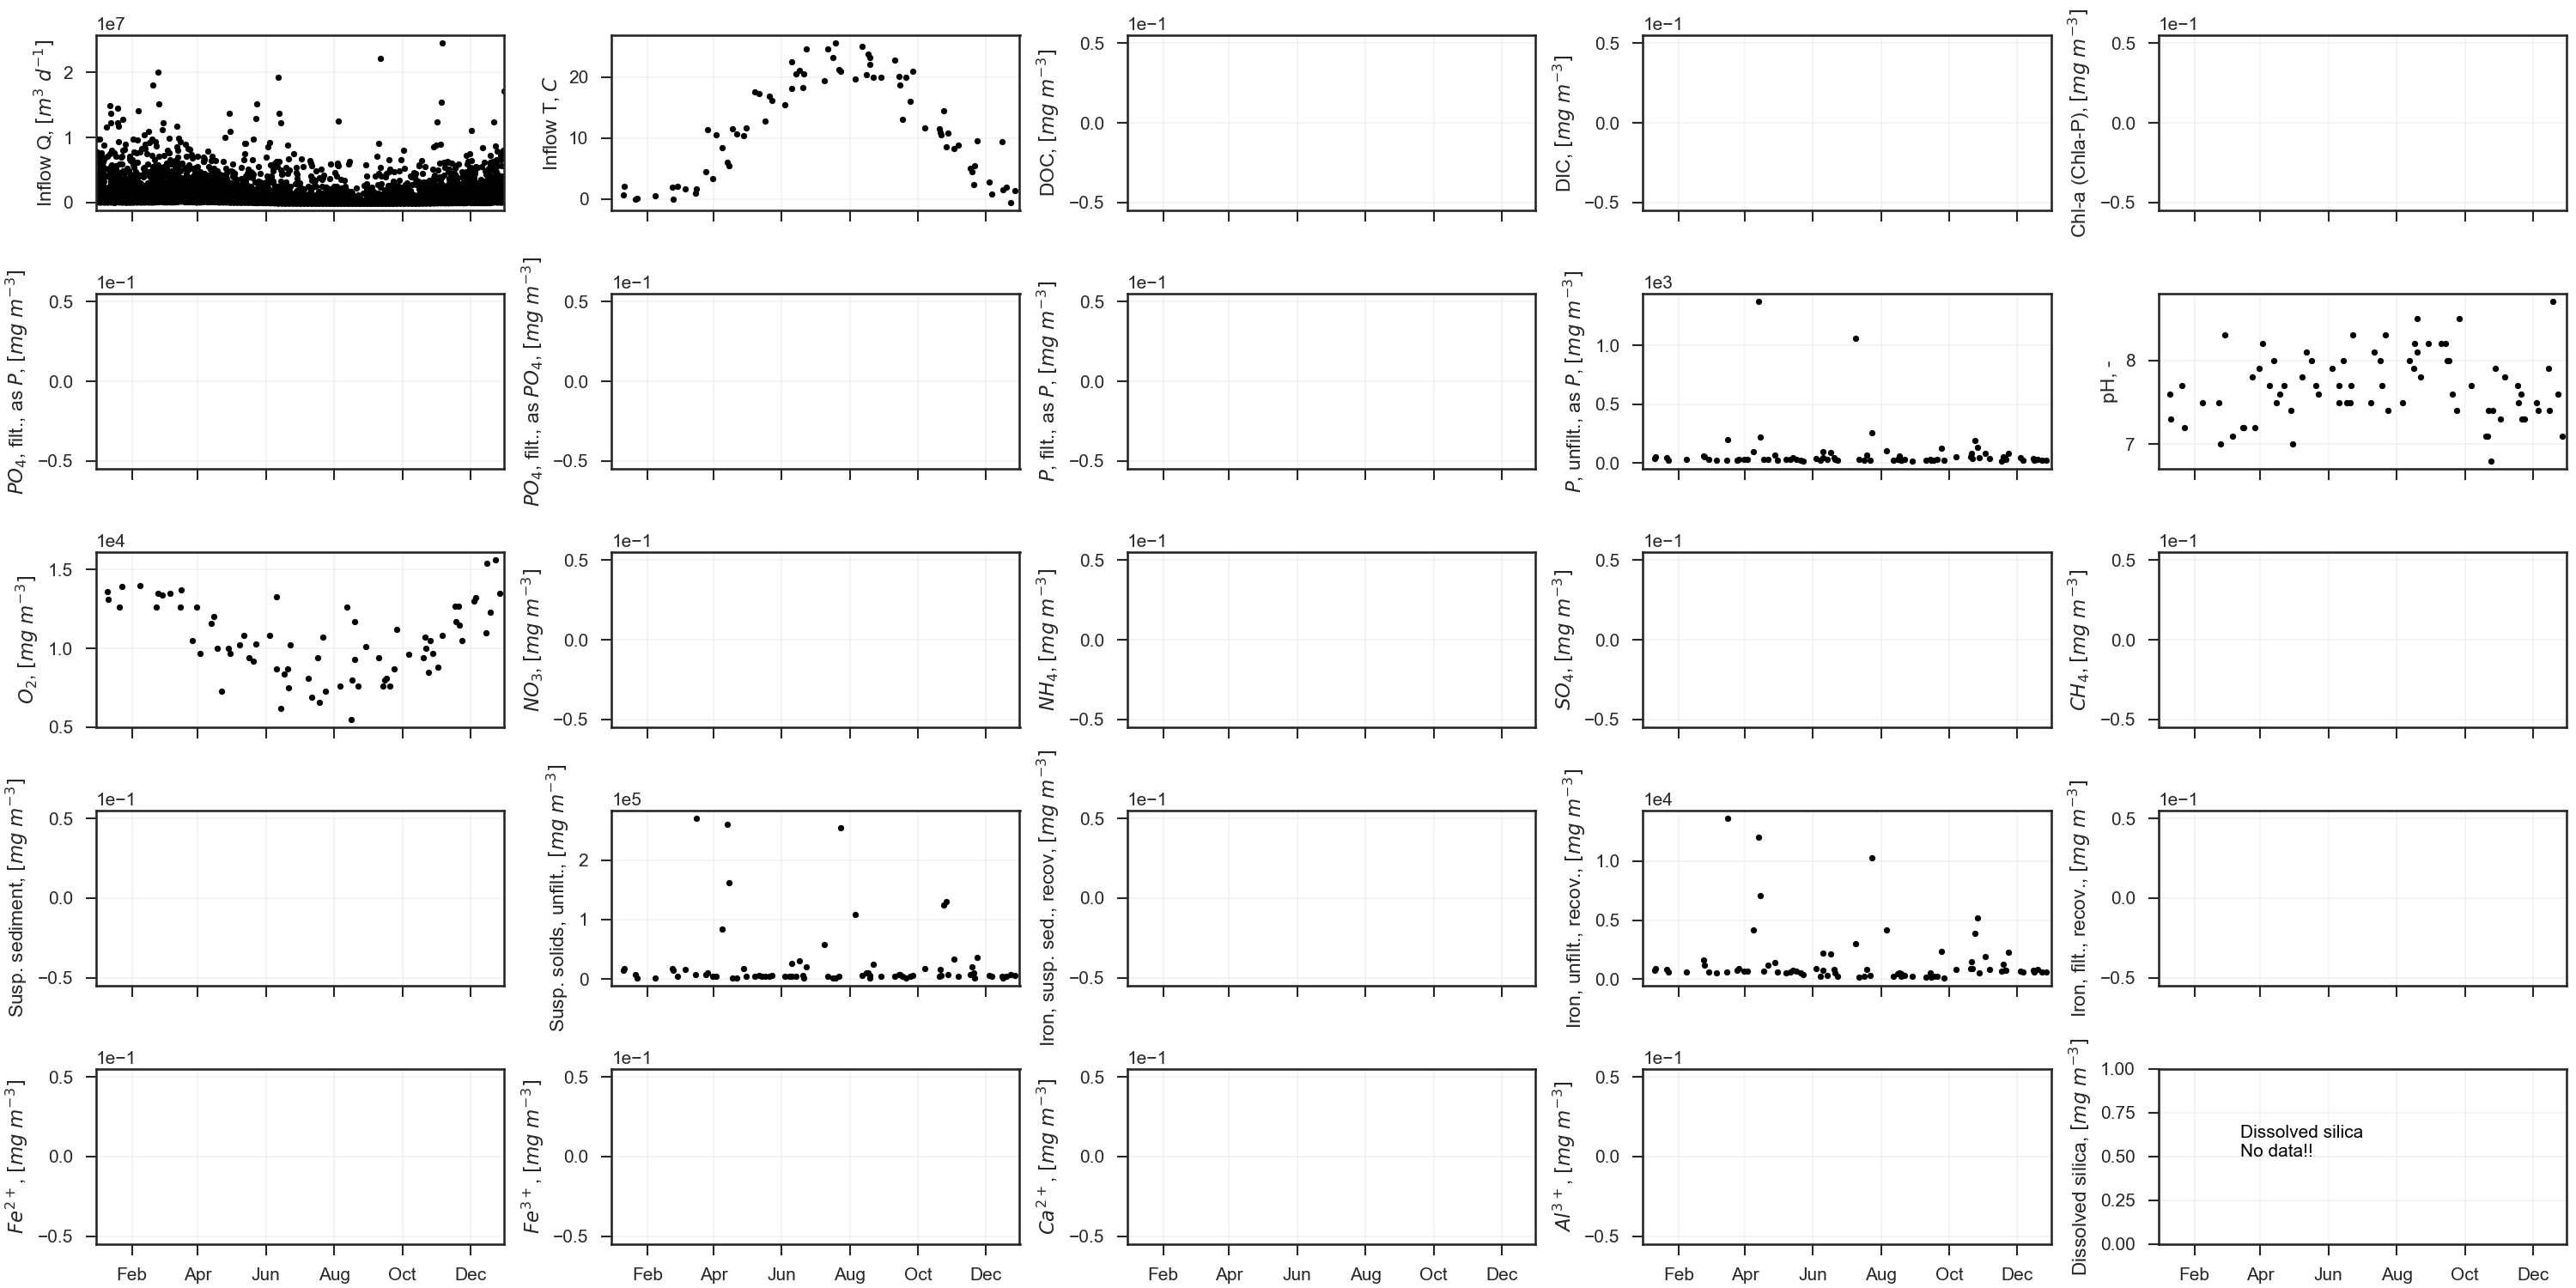 1e7
Inflow Q, [m³ d⁻¹]
2
1
0
Inflow T, C
20
10
0
1e−1
DOC, [mg m⁻³]
0.5
0.0
−0.5
1e−1
DIC, [mg m⁻³]
0.5
0.0
−0.5
1e−1
Chl-a (Chla-P), [mg m⁻³]
0.5
0.0
−0.5
1e−1
PO₄, filt., as P, [mg m⁻³]
0.5
0.0
−0.5
1e−1
PO₄, filt., as PO₄, [mg m⁻³]
0.5
0.0
−0.5
1e−1
P, filt., as P, [mg m⁻³]
0.5
0.0
−0.5
1e3
P, unfilt., as P, [mg m⁻³]
1.0
0.5
0.0
pH, -
8
7
1e4
O₂, [mg m⁻³]
1.5
1.0
0.5
1e−1
NO₃, [mg m⁻³]
0.5
0.0
−0.5
1e−1
NH₄, [mg m⁻³]
0.5
0.0
−0.5
1e−1
SO₄, [mg m⁻³]
0.5
0.0
−0.5
1e−1
CH₄, [mg m⁻³]
0.5
0.0
−0.5
1e−1
Susp. sediment, [mg m⁻³]
0.5
0.0
−0.5
1e5
Susp. solids, unfilt., [mg m⁻³]
2
1
0
1e−1
Iron, susp. sed., recov, [mg m⁻³]
0.5
0.0
−0.5
1e4
Iron, unfilt., recov., [mg m⁻³]
1.0
0.5
0.0
1e−1
Iron, filt., recov., [mg m⁻³]
0.5
0.0
−0.5
1e−1
Fe²⁺, [mg m⁻³]
0.5
0.0
−0.5
Feb Apr Jun Aug Oct Dec
1e−1
Fe³⁺, [mg m⁻³]
0.5
0.0
−0.5
Feb Apr Jun Aug Oct Dec
1e−1
Ca²⁺, [mg m⁻³]
0.5
0.0
−0.5
Feb Apr Jun Aug Oct Dec
1e−1
Al³⁺, [mg m⁻³]
0.5
0.0
−0.5
Feb Apr Jun Aug Oct Dec
Dissolved silica, [mg m⁻³]
1.00
0.75
0.50
0.25
0.00
Dissolved silica
No data!!
Feb Apr Jun Aug Oct Dec